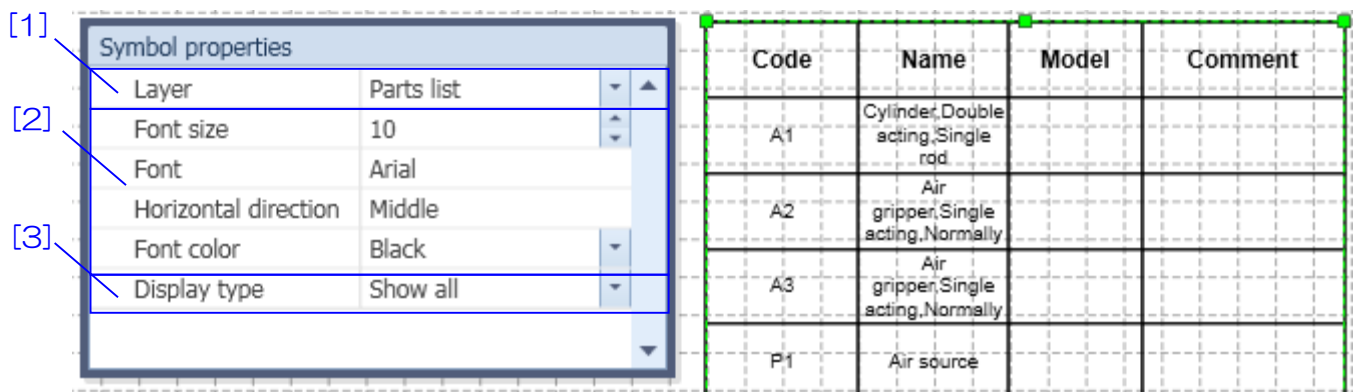 [1]
[2]
[3]
Symbol properties
Layer Parts list
Font size 10
Font Arial
Horizontal direction Middle
Font color Black
Display type Show all
Code Name Model Comment
A1
Cylinder,Double
acting,Single
rod
A2
Air
gripper,Single
acting,Normally
A3
Air
gripper,Single
acting,Normally
P1
Air source